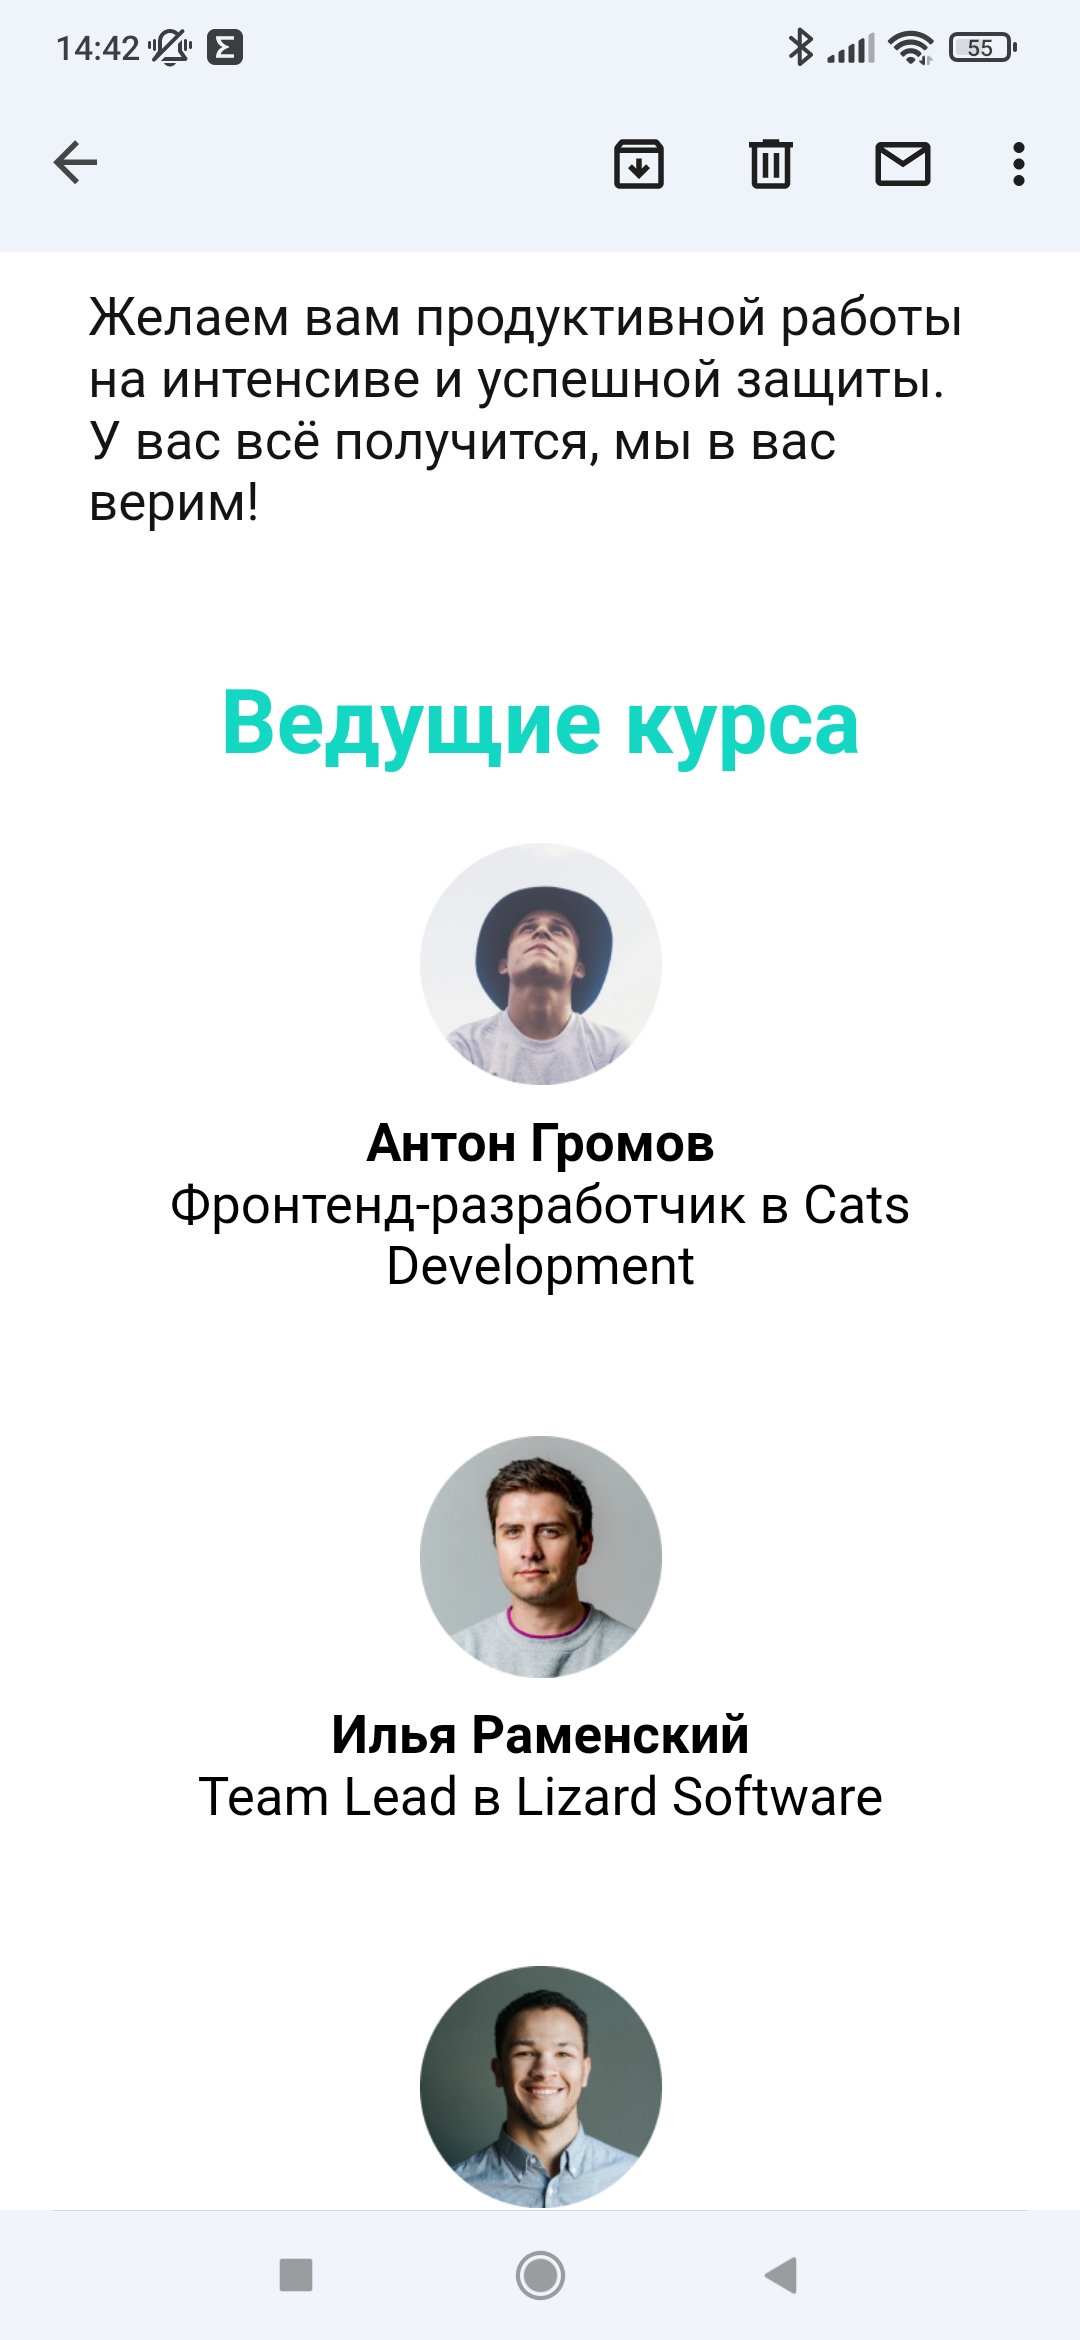 14:42
55
Желаем вам продуктивной работы
на интенсиве и успешной защиты.
У вас всё получится, мы в вас
верим!
Ведущие курса
Антон Громов
Фронтенд-разработчик в Cats
Development
Илья Раменский
Team Lead в Lizard Software